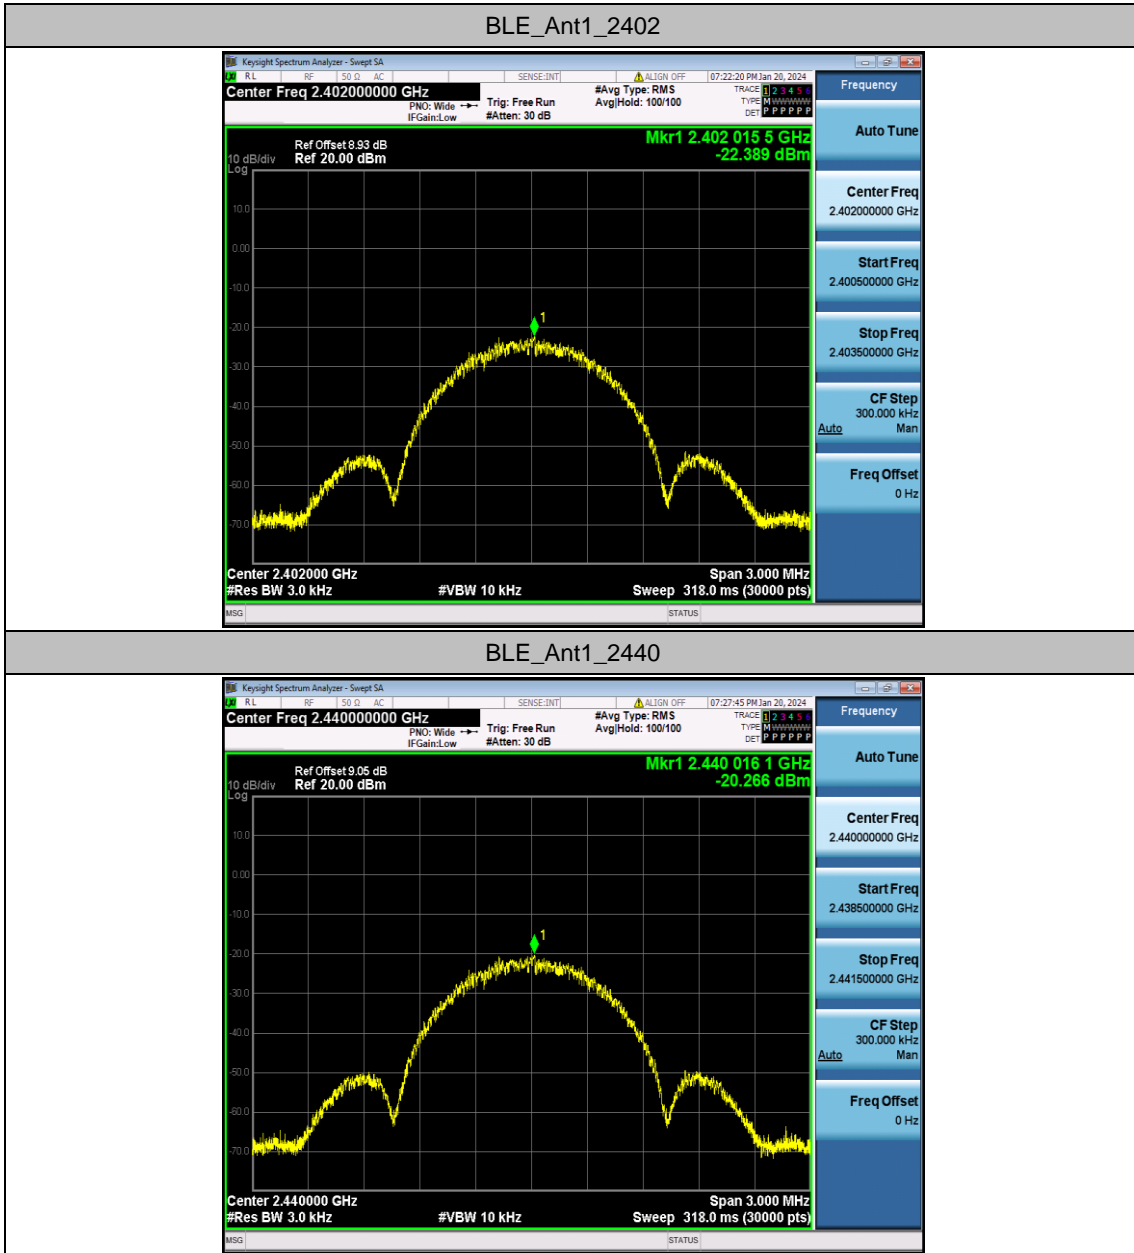 BLE_Ant1_2402
Keysight Spectrum Analyzer - Swept SA
LXI RL RF 50 Ω AC SENSE:INT ALIGN OFF 07:22:20 PM Jan 20, 2024
Center Freq 2.402000000 GHz
PNO: Wide
IFGain:Low
Trig: Free Run
#Atten: 30 dB
#Avg Type: RMS
Avg|Hold: 100/100
TRACE 1 2 3 4 5 6
TYPE M WWWWW
DET P P P P P P
Mkr1 2.402 015 5 GHz
-22.389 dBm
Ref Offset 8.93 dB
10 dB/div Ref 20.00 dBm
Log
10.0
0.00
-10.0
-20.0
-30.0
-40.0
-50.0
-60.0
-70.0
1
Center 2.402000 GHz Span 3.000 MHz
#Res BW 3.0 kHz #VBW 10 kHz Sweep 318.0 ms (30000 pts)
MSG STATUS
Frequency
Auto Tune
Center Freq
2.402000000 GHz
Start Freq
2.400500000 GHz
Stop Freq
2.403500000 GHz
CF Step
300.000 kHz
Auto Man
Freq Offset
0 Hz
BLE_Ant1_2440
Keysight Spectrum Analyzer - Swept SA
LXI RL RF 50 Ω AC SENSE:INT ALIGN OFF 07:27:45 PM Jan 20, 2024
Center Freq 2.440000000 GHz
PNO: Wide
IFGain:Low
Trig: Free Run
#Atten: 30 dB
#Avg Type: RMS
Avg|Hold: 100/100
TRACE 1 2 3 4 5 6
TYPE M WWWWW
DET P P P P P P
Mkr1 2.440 016 1 GHz
-20.266 dBm
Ref Offset 9.05 dB
10 dB/div Ref 20.00 dBm
Log
10.0
0.00
-10.0
-20.0
-30.0
-40.0
-50.0
-60.0
-70.0
1
Center 2.440000 GHz Span 3.000 MHz
#Res BW 3.0 kHz #VBW 10 kHz Sweep 318.0 ms (30000 pts)
MSG STATUS
Frequency
Auto Tune
Center Freq
2.440000000 GHz
Start Freq
2.438500000 GHz
Stop Freq
2.441500000 GHz
CF Step
300.000 kHz
Auto Man
Freq Offset
0 Hz